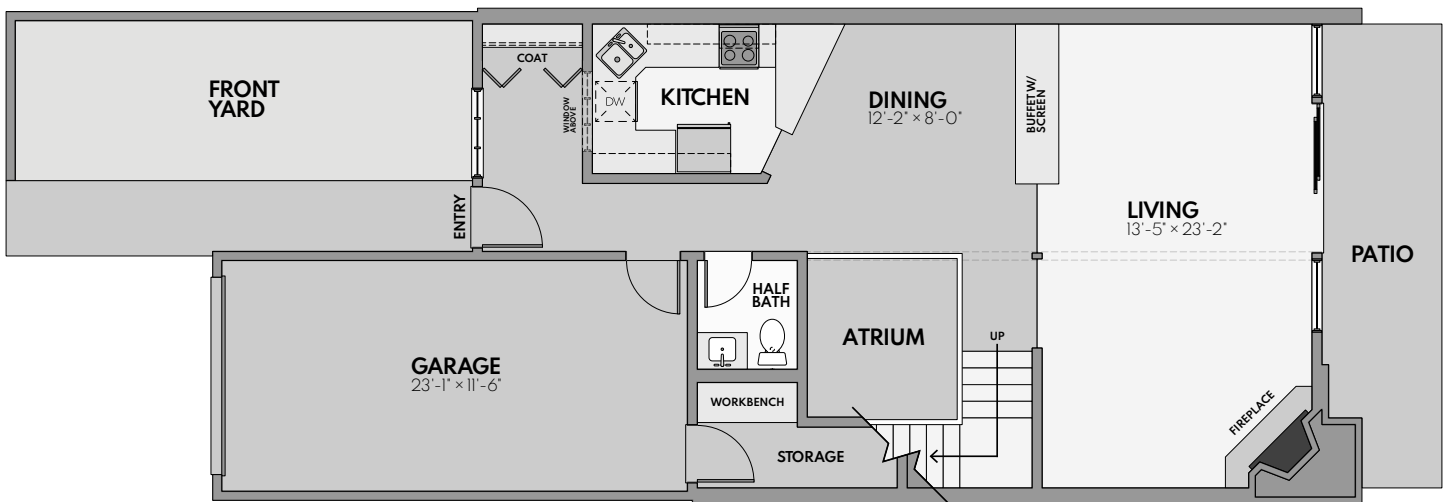 FRONT
YARD
COAT
WINDOW
ABOVE
DW
KITCHEN
DINING
12'-2" × 8'-0"
BUFFET W/
SCREEN
ENTRY
LIVING
13'-5" × 23'-2"
PATIO
HALF
BATH
ATRIUM
UP
GARAGE
23'-1" × 11'-6"
WORKBENCH
STORAGE
FIREPLACE